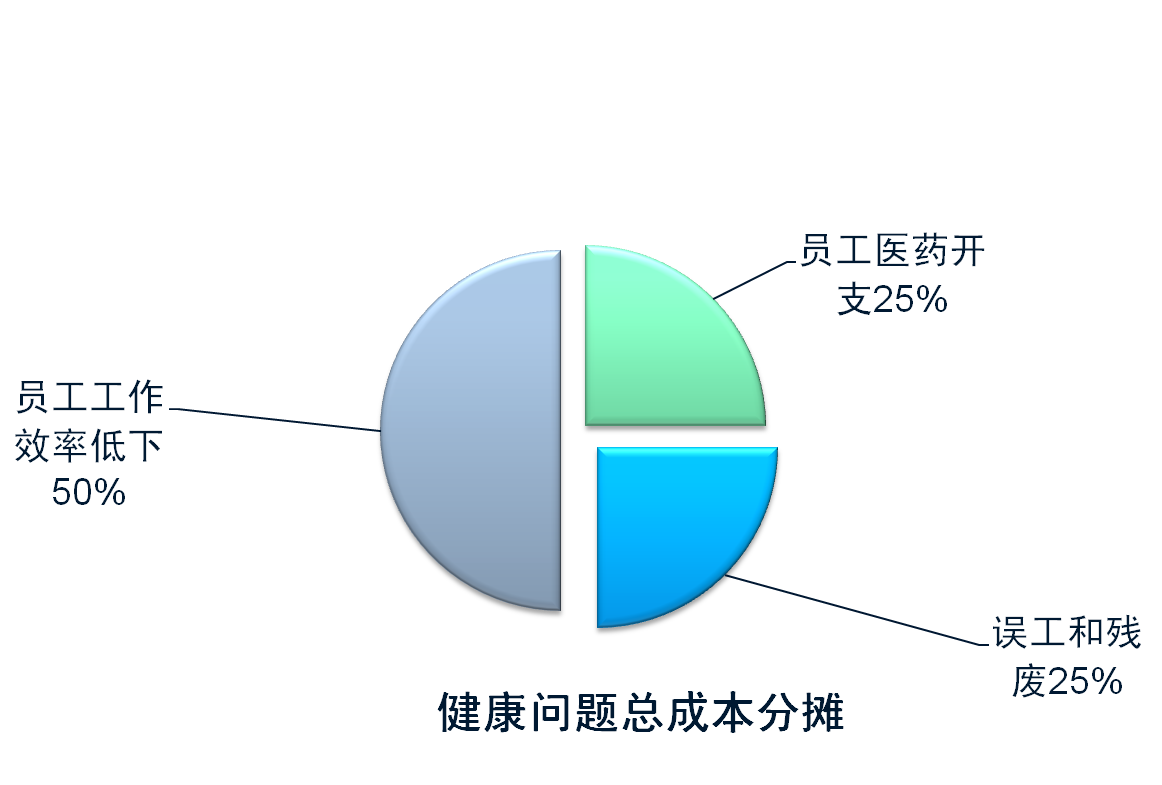 员工医药开
支25%
员工工作
效率低下
50%
误工和残
废25%
健康问题总成本分摊